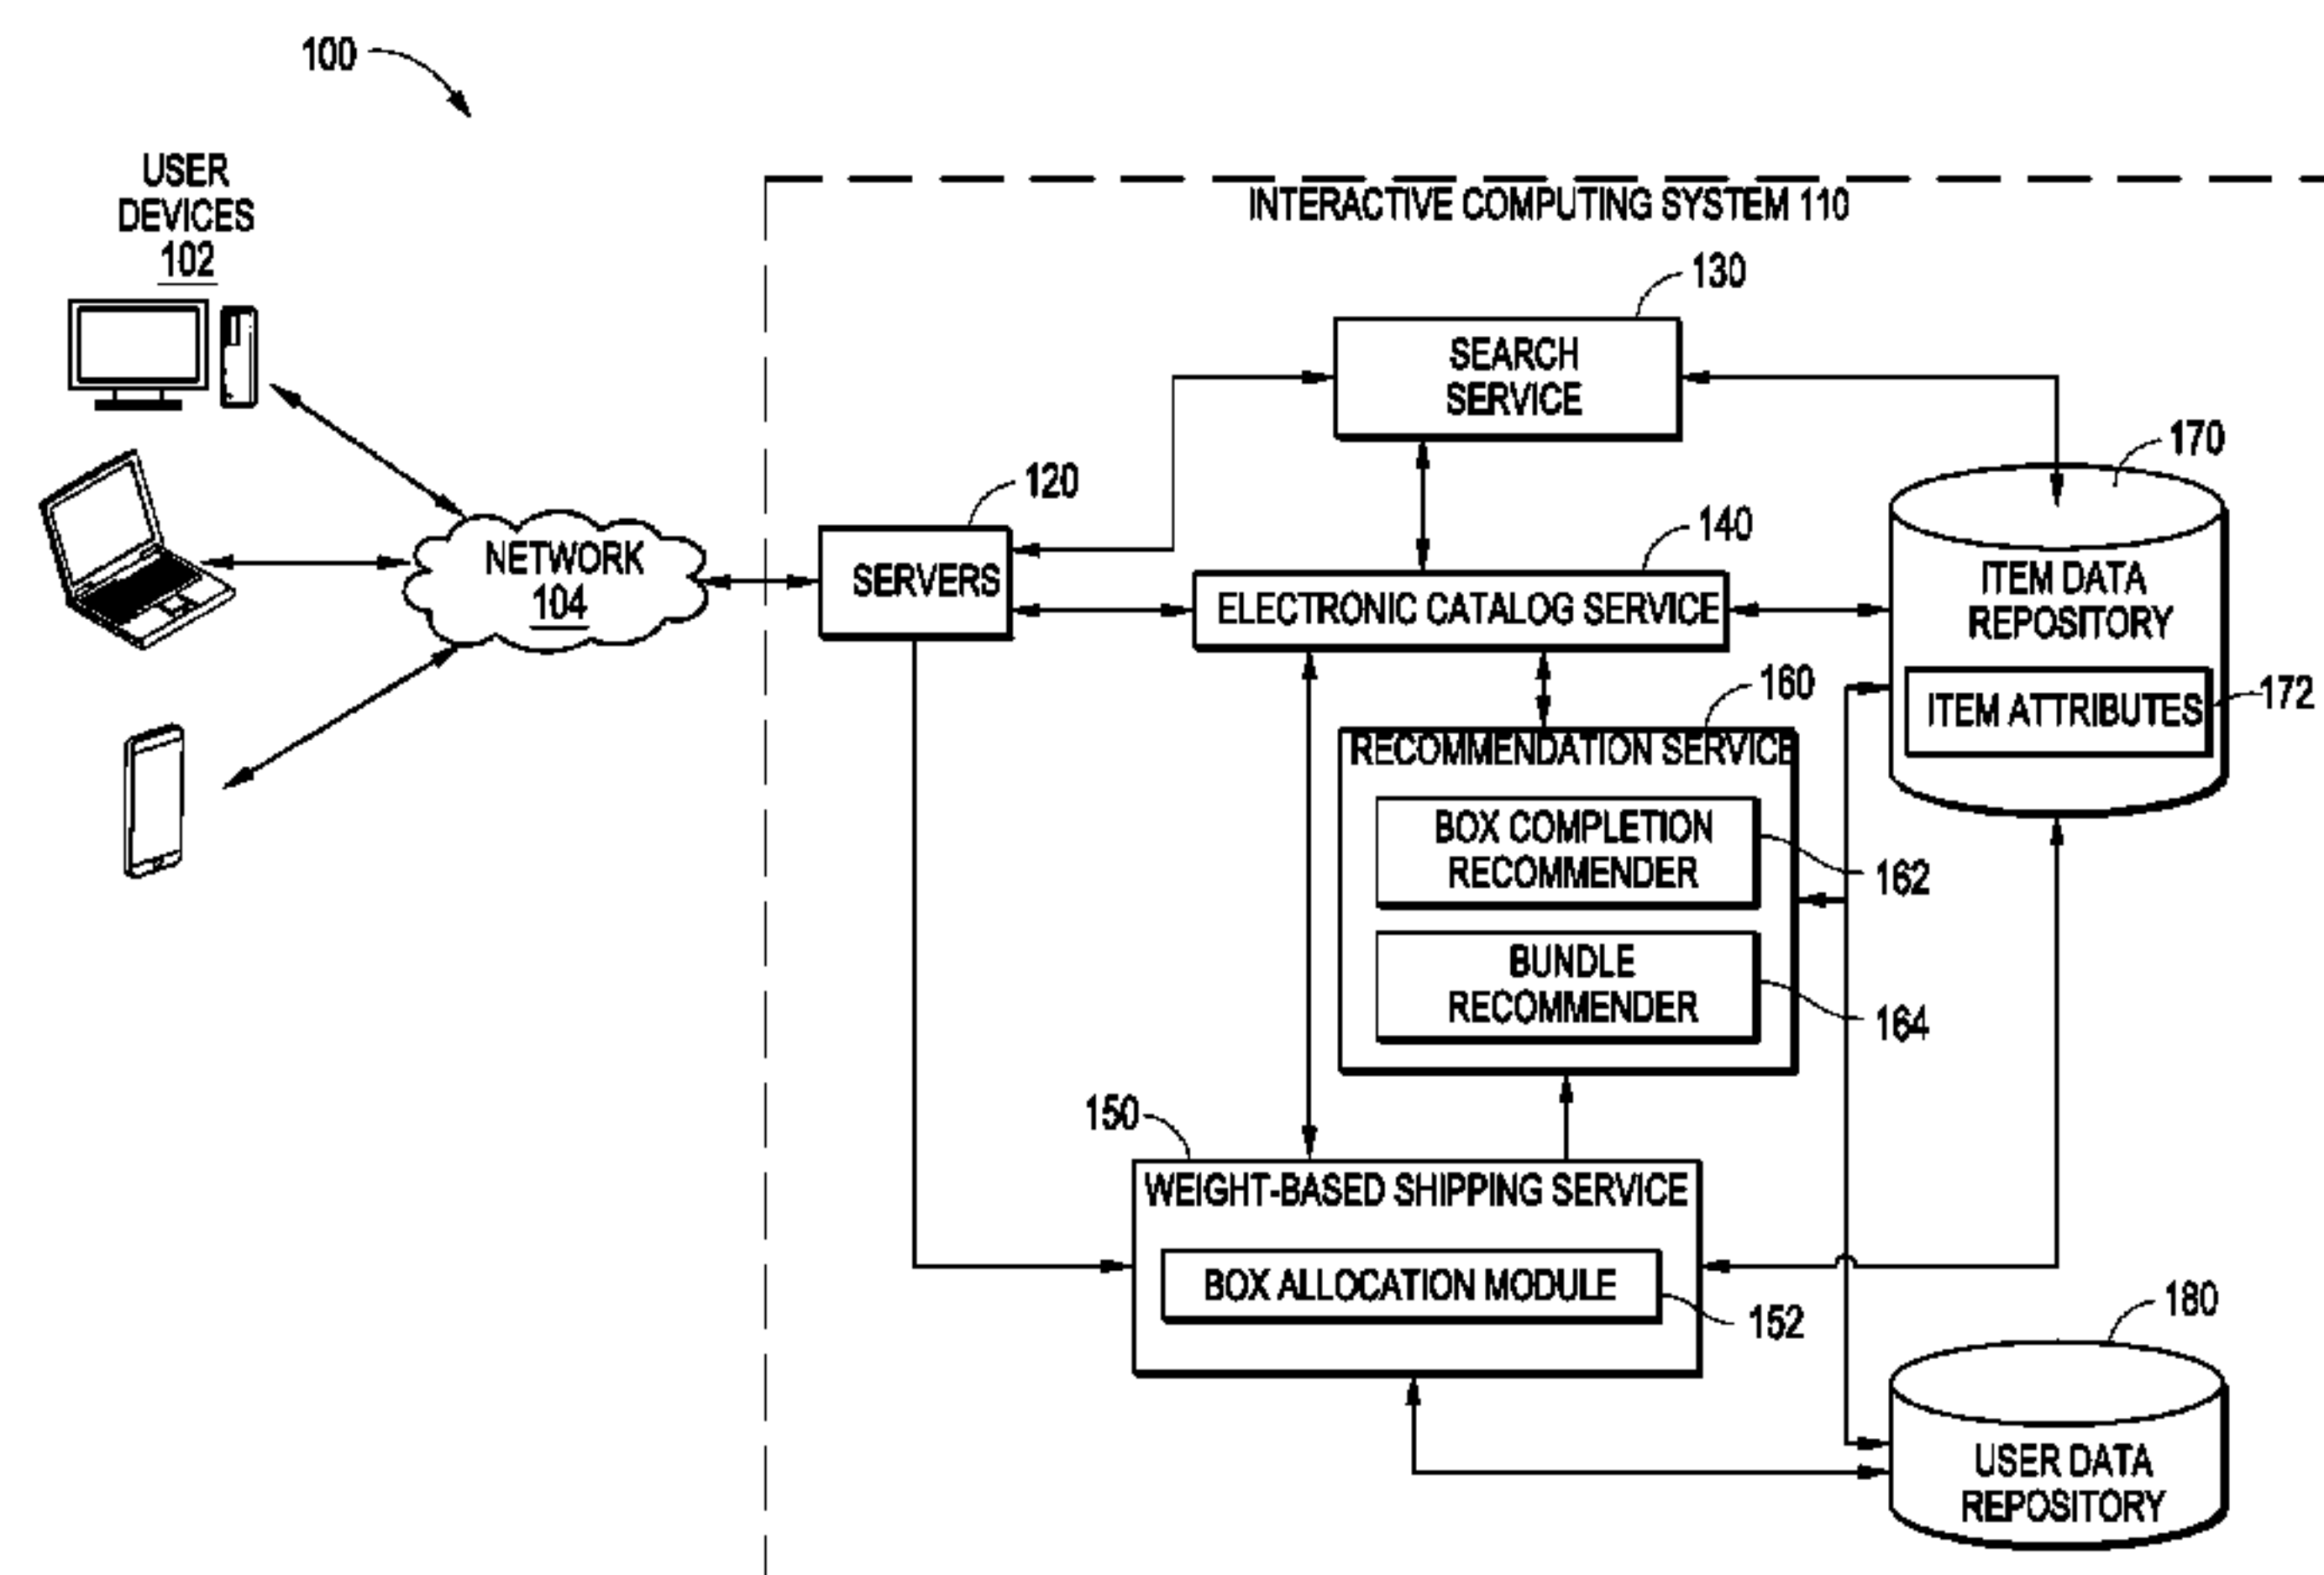 100
USER
DEVICES
102
INTERACTIVE COMPUTING SYSTEM 110
130
SEARCH
SERVICE
170
120
NETWORK
104
SERVERS
140
ELECTRONIC CATALOG SERVICE
ITEM DATA
REPOSITORY
160
ITEM ATTRIBUTES
172
RECOMMENDATION SERVICE
BOX COMPLETION
RECOMMENDER
162
BUNDLE
RECOMMENDER
164
150
WEIGHT-BASED SHIPPING SERVICE
BOX ALLOCATION MODULE
152
180
USER DATA
REPOSITORY